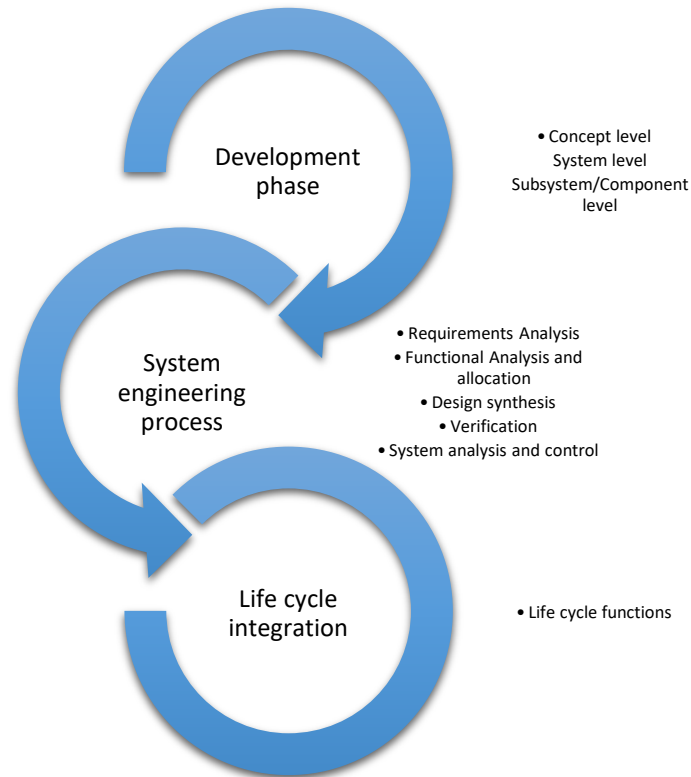 Development
phase
• Concept level
System level
Subsystem/Component
level
System
engineering
process
• Requirements Analysis
• Functional Analysis and
allocation
• Design synthesis
• Verification
• System analysis and control
Life cycle
integration
• Life cycle functions